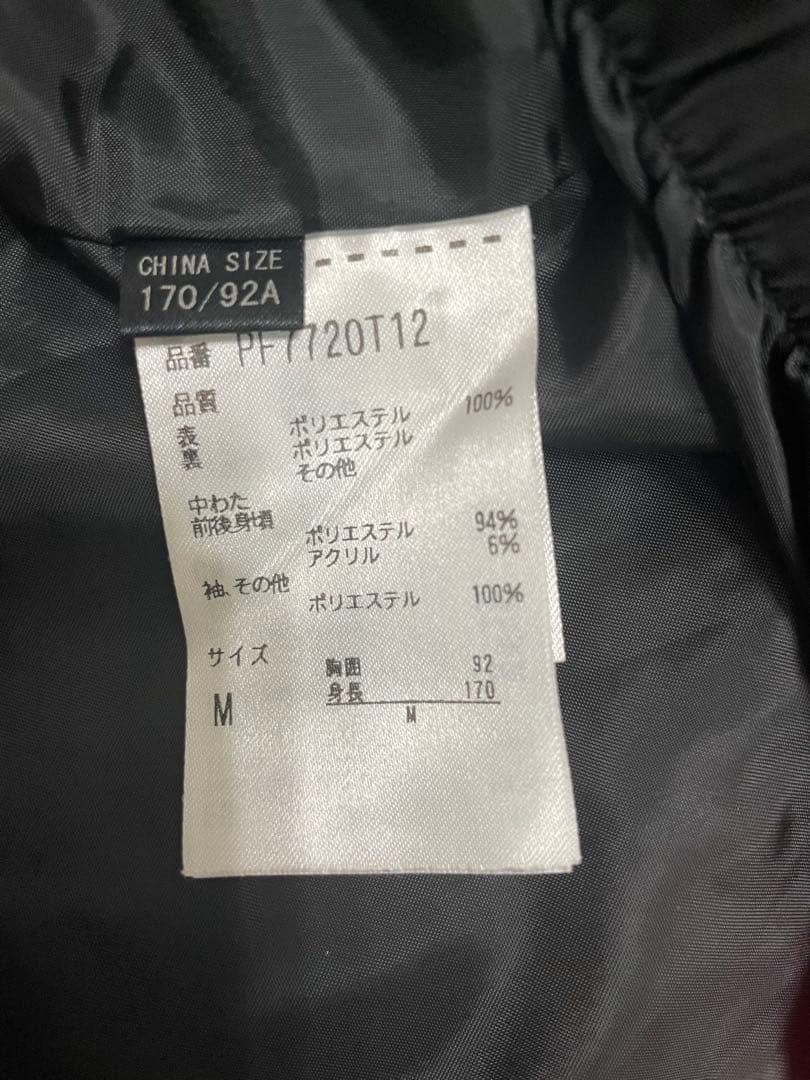 CHINA SIZE
170/92A
品番 PF7720T12
品質
表 ポリエステル 100%
裏 ポリエステル
その他
中わた
前後身頃 ポリエステル 94%
アクリル 6%
袖、その他 ポリエステル 100%
サイズ 胸囲 92
身長 170
M M